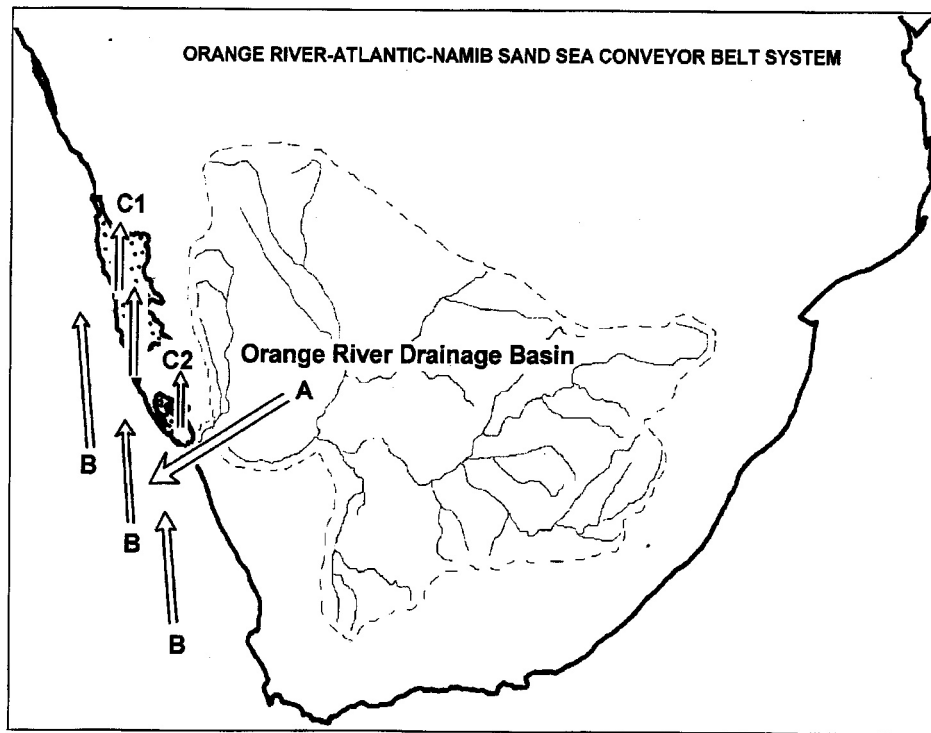 ORANGE RIVER-ATLANTIC-NAMIB SAND SEA CONVEYOR BELT SYSTEM
C1
Orange River Drainage Basin
C2
A
B
B
B